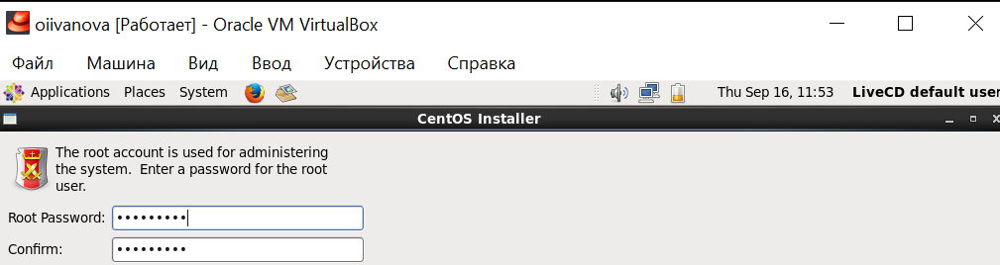 oiivanova [Работает] - Oracle VM VirtualBox
Файл Машина Вид Ввод Устройства Справка
Applications Places System Thu Sep 16, 11:53 LiveCD default user
CentOS Installer
The root account is used for administering
the system. Enter a password for the root
user.
Root Password: •••••••••
Confirm: •••••••••